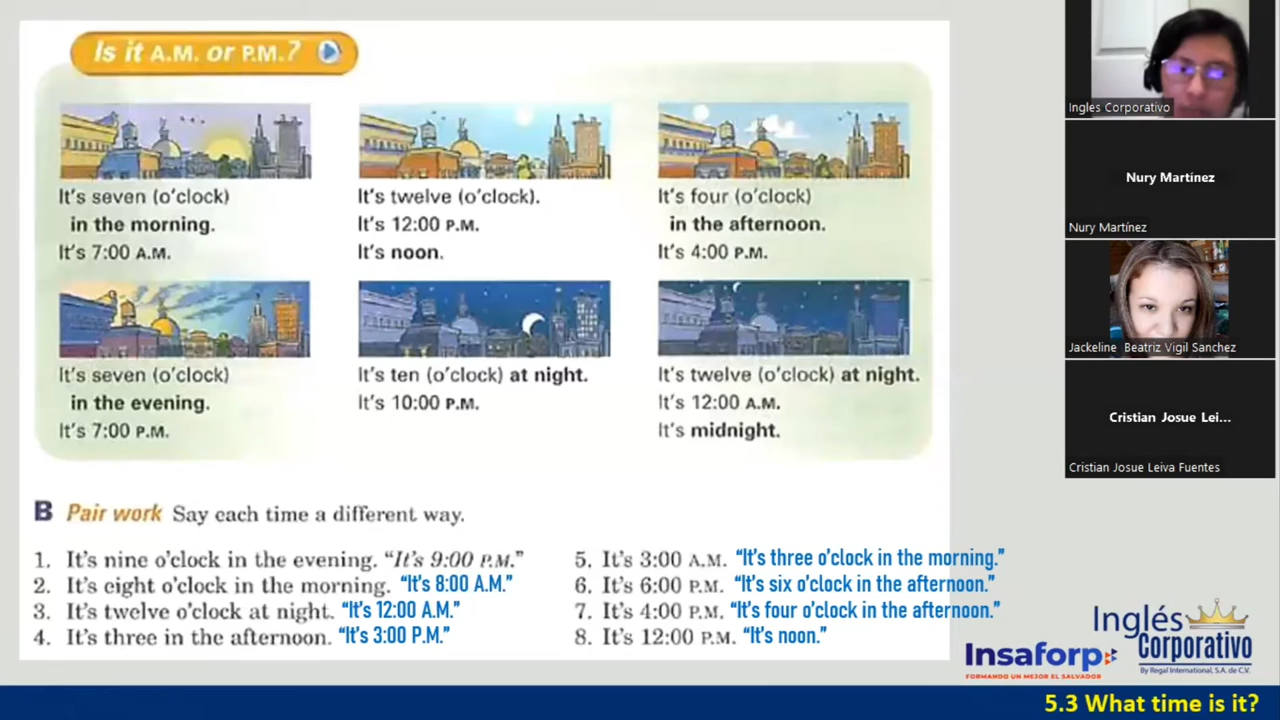 Is it A.M. or P.M.?
It's seven (o'clock)
in the morning.
It's 7:00 A.M.
It's twelve (o'clock).
It's 12:00 P.M.
It's noon.
It's four (o'clock)
in the afternoon.
It's 4:00 P.M.
It's seven (o'clock)
in the evening.
It's 7:00 P.M.
It's ten (o'clock) at night.
It's 10:00 P.M.
It's twelve (o'clock) at night.
It's 12:00 A.M.
It's midnight.
B Pair work Say each time a different way.
1. It's nine o'clock in the evening. "It's 9:00 P.M."
2. It's eight o'clock in the morning. "It's 8:00 A.M."
3. It's twelve o'clock at night. "It's 12:00 A.M."
4. It's three in the afternoon. "It's 3:00 P.M."
5. It's 3:00 A.M. "It's three o'clock in the morning."
6. It's 6:00 P.M. "It's six o'clock in the afternoon."
7. It's 4:00 P.M. "It's four o'clock in the afternoon."
8. It's 12:00 P.M. "It's noon."
Insaforp
FORMANDO UN MEJOR EL SALVADOR
Inglés
Corporativo
By Regal International, S.A. de C.V.
5.3 What time is it?
Ingles Corporativo
Nury Martínez
Nury Martínez
Jackeline Beatriz Vigil Sanchez
Cristian Josue Lei...
Cristian Josue Leiva Fuentes